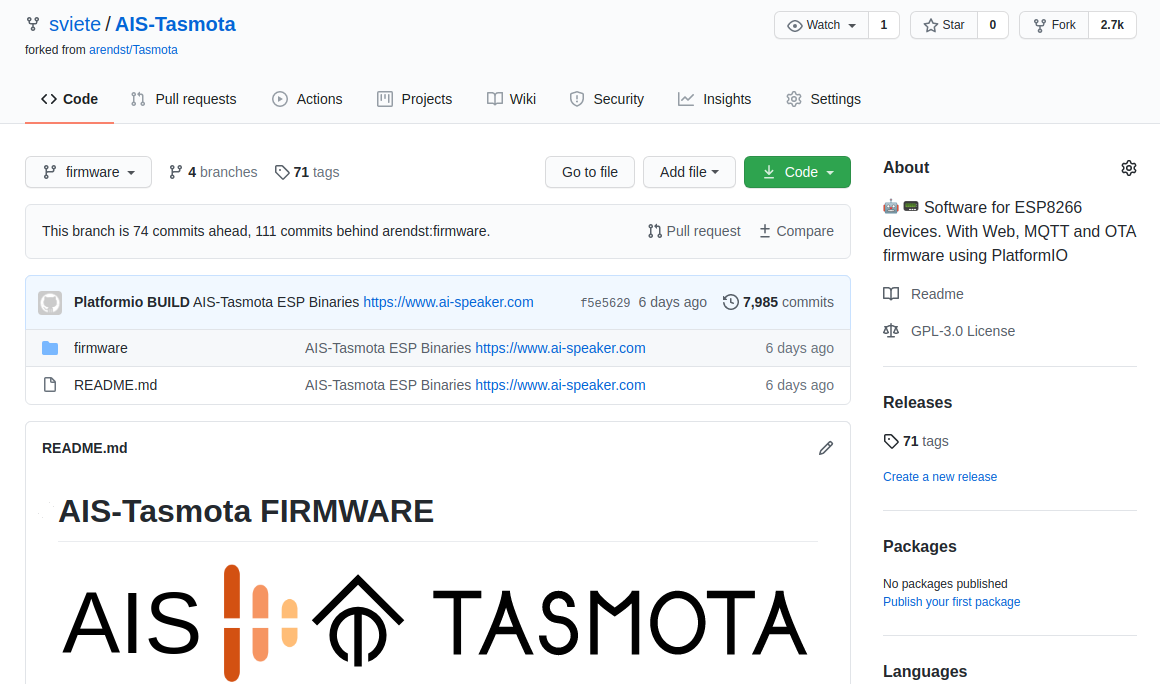 sviete / AIS-Tasmota
Watch 1
Star 0
Fork 2.7k
forked from arendst/Tasmota
Code
Pull requests
Actions
Projects
Wiki
Security
Insights
Settings
firmware
4 branches
71 tags
Go to file
Add file
Code
This branch is 74 commits ahead, 111 commits behind arendst:firmware.
Pull request
Compare
Platformio BUILD AIS-Tasmota ESP Binaries https://www.ai-speaker.com
f5e5629 6 days ago
7,985 commits
firmware
AIS-Tasmota ESP Binaries https://www.ai-speaker.com
6 days ago
README.md
AIS-Tasmota ESP Binaries https://www.ai-speaker.com
6 days ago
README.md
AIS-Tasmota FIRMWARE
AIS TASMOTA
About
Software for ESP8266
devices. With Web, MQTT and OTA
firmware using PlatformIO
Readme
GPL-3.0 License
Releases
71 tags
Create a new release
Packages
No packages published
Publish your first package
Languages